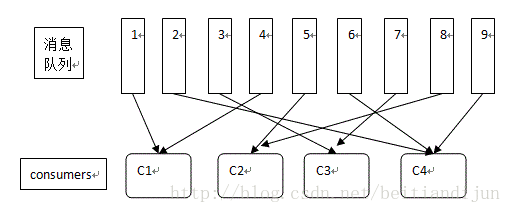 消息
队列
1 2 3 4 5 6 7 8 9
consumers
C1 C2 C3 C4
http://blog.csdn.net/beitiandijun